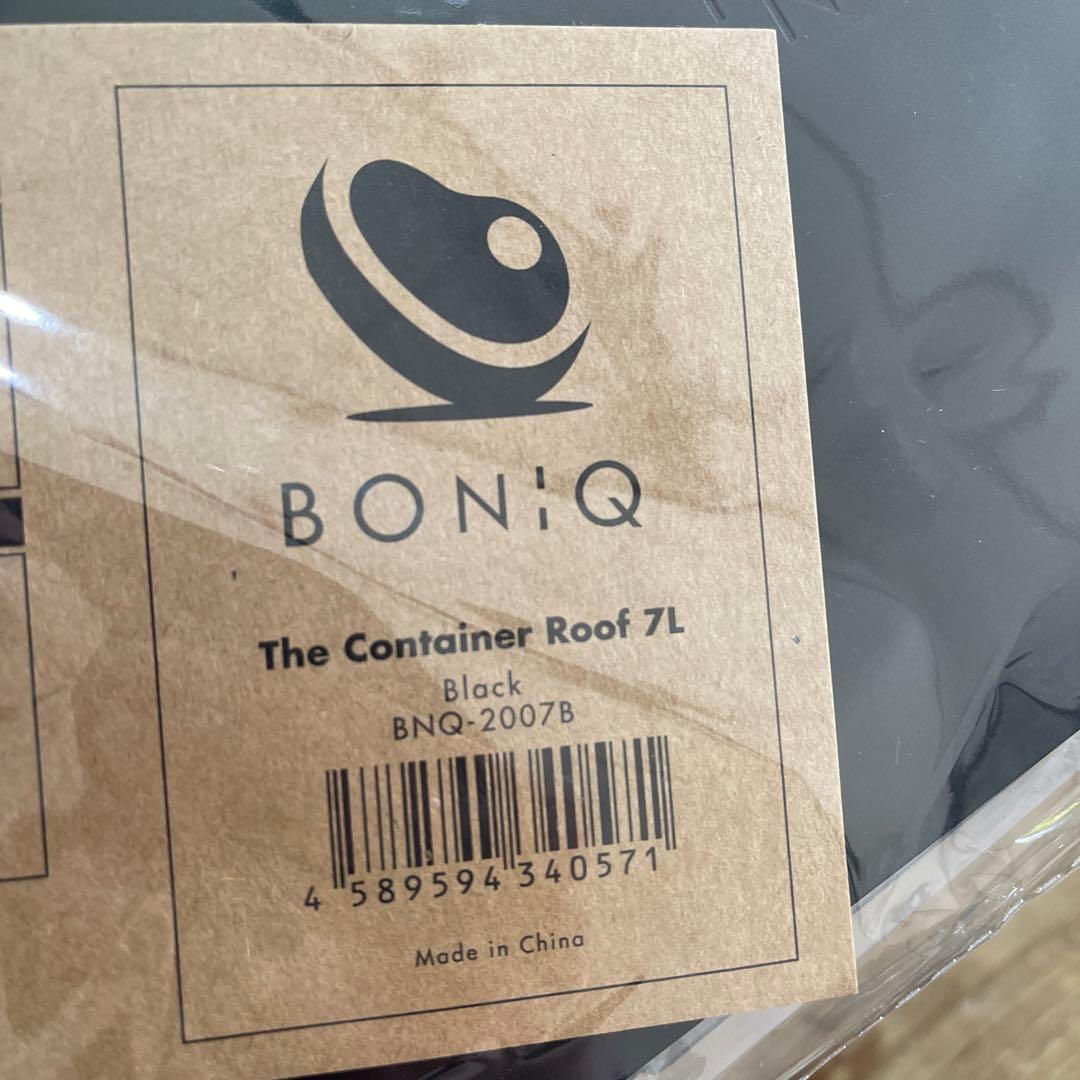 BONIQ
The Container Roof 7L
Black
BNQ-2007B
4 589594 340571
Made in China